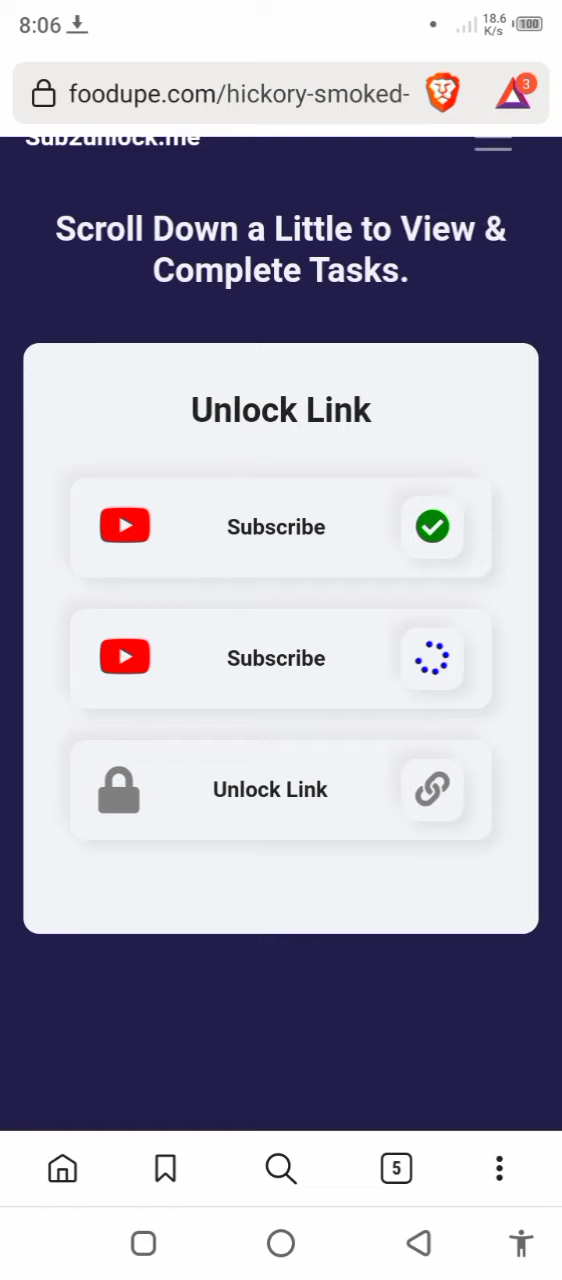 8:06
18.6
K/s
100
foodupe.com/hickory-smoked-
3
Sub2unlock.me
Scroll Down a Little to View &
Complete Tasks.
Unlock Link
Subscribe
Subscribe
Unlock Link
5